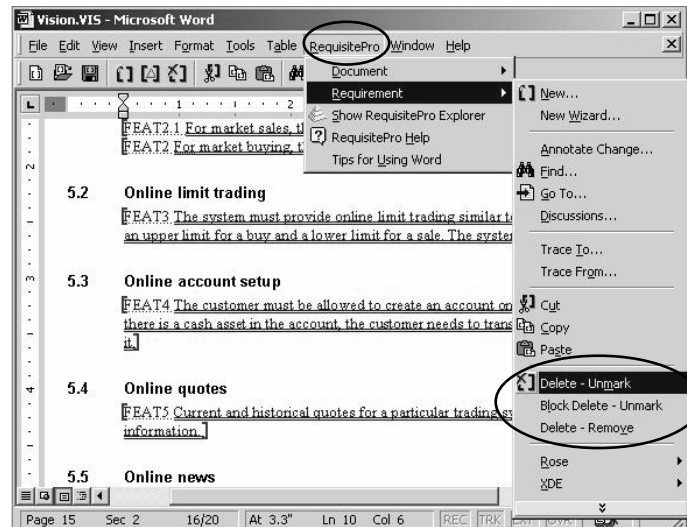 Vision.VIS - Microsoft Word
File Edit View Insert Format Tools Table RequisitePro Window Help
Document
Requirement
Show RequisitePro Explorer
RequisitePro Help
Tips for Using Word
New...
New Wizard...
Annotate Change...
Find...
Go To...
Discussions...
Trace To...
Trace From...
Cut
Copy
Paste
Delete - Unmark
Block Delete - Unmark
Delete - Remove
Rose
XDE
L 1 2
FEAT2.1 For market sales, t
FEAT2 For market buying, t
2
5.2 Online limit trading
FEAT3 The system must provide online limit trading similar t
an upper limit for a buy and a lower limit for a sale. The syste
3
5.3 Online account setup
FEAT4 The customer must be allowed to create an account on
there is a cash asset in the account, the customer needs to trans
it.]
4
5.4 Online quotes
FEAT5 Current and historical quotes for a particular trading sy
information.]
5.5 Online news
Page 15 Sec 2 16/20 At 3.3" Ln 10 Col 6 REC TRK EXT OVR